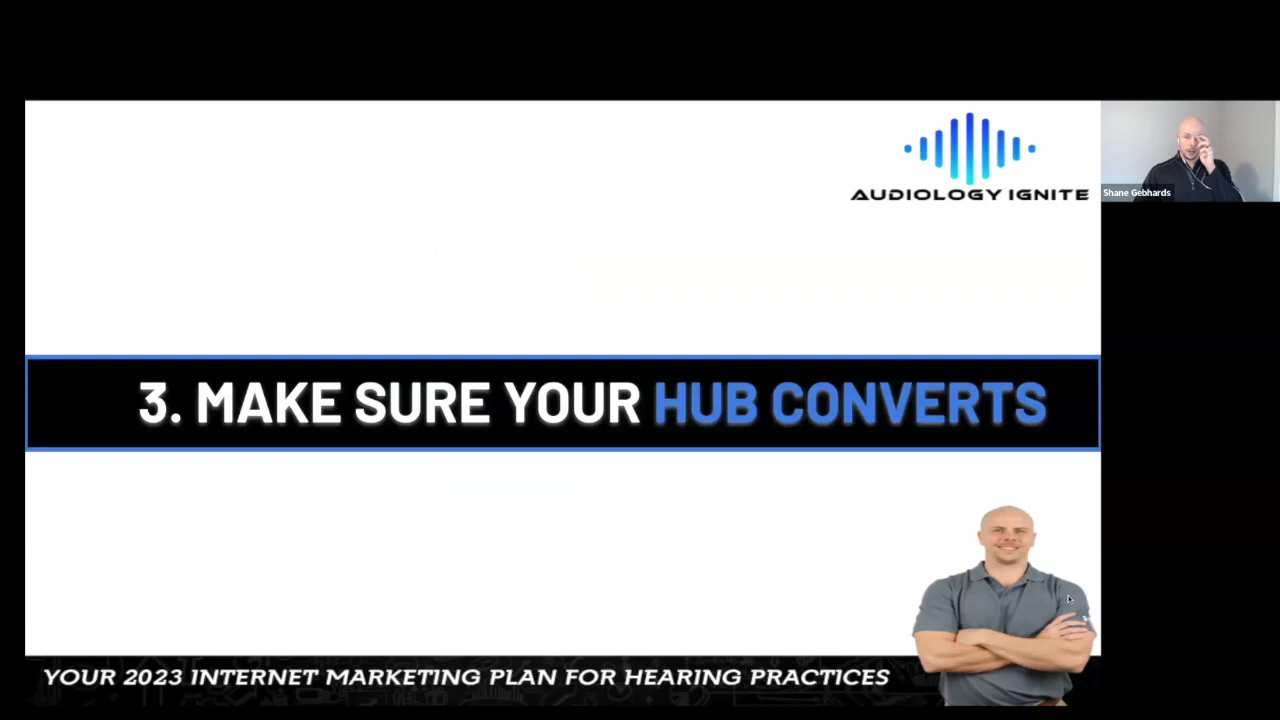 AUDIOLOGY IGNITE
Shane Gebhards
3. MAKE SURE YOUR HUB CONVERTS
YOUR 2023 INTERNET MARKETING PLAN FOR HEARING PRACTICES